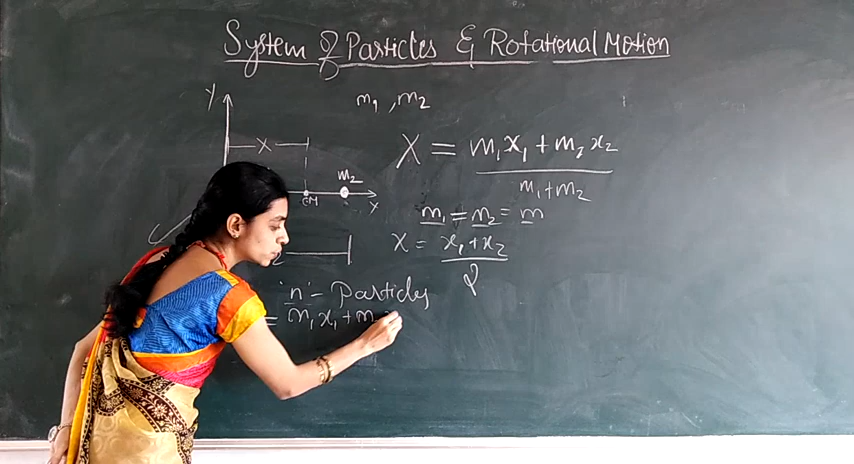 System of Particles & Rotational Motion
m₁, m₂
Y
X
m₂
CM
X
X = m₁x₁ + m₂x₂
m₁+m₂
m₁ = m₂ = m
X = x₁+x₂
2
'n' - Particles
= m₁x₁ + m